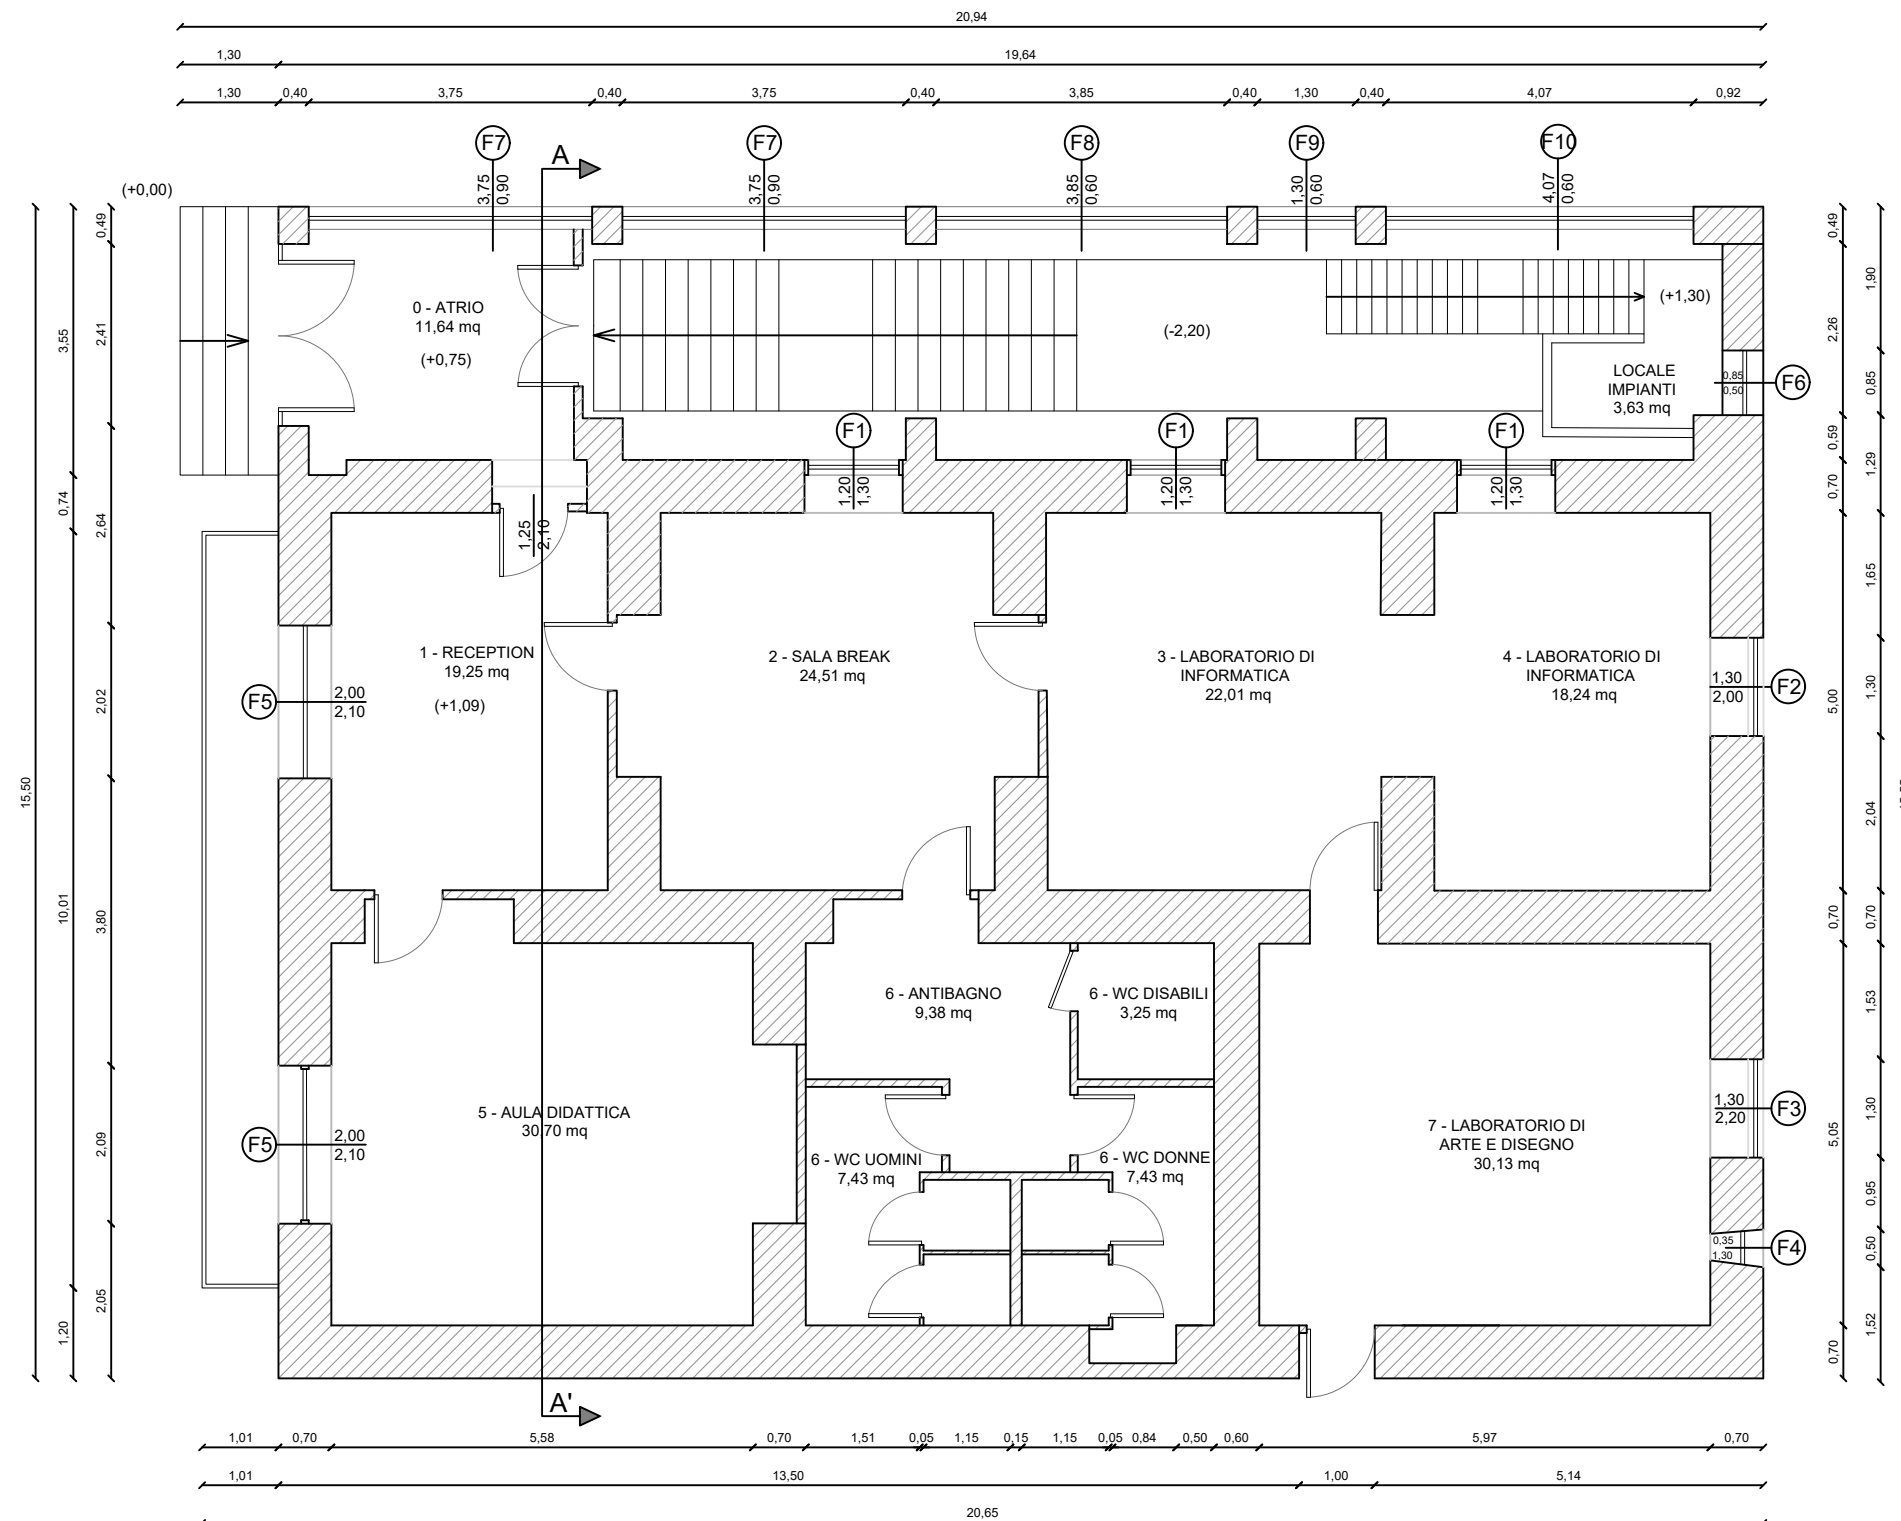 20,94
1,30 19,64
1,30 0,40 3,75 0,40 3,75 0,40 3,85 0,40 1,30 0,40 4,07 0,92
F7 F7 F8 F9 F10
A
(+0,00)
3,75 0,90
3,75 0,90
3,85 0,60
1,30 0,60
4,07 0,60
0 - ATRIO
11,64 mq
(+0,75)
(-2,20)
(+1,30)
LOCALE
IMPIANTI
3,63 mq
0,85
0,50
F6
F1 F1 F1
1,20 1,30
1,20 1,30
1,20 1,30
1,25 2,10
1 - RECEPTION
19,25 mq
(+1,09)
2 - SALA BREAK
24,51 mq
3 - LABORATORIO DI
INFORMATICA
22,01 mq
4 - LABORATORIO DI
INFORMATICA
18,24 mq
F5
2,00
2,10
1,30
2,00
F2
6 - ANTIBAGNO
9,38 mq
6 - WC DISABILI
3,25 mq
5 - AULA DIDATTICA
30,70 mq
F5
2,00
2,10
6 - WC UOMINI
7,43 mq
6 - WC DONNE
7,43 mq
7 - LABORATORIO DI
ARTE E DISEGNO
30,13 mq
1,30
2,20
F3
0,35
1,30
F4
A'
15,50
3,55 0,74 10,01 1,20
0,49 2,41 2,64 2,02 3,80 2,09 2,05
0,49 2,26 0,59 0,70 5,00 0,70 5,05 0,70
1,90 0,85 1,29 1,65 1,30 2,04 0,70 1,53 1,30 0,95 0,50 1,52
1,01 0,70 5,58 0,70 1,51 0,05 1,15 0,15 1,15 0,05 0,84 0,50 0,60 5,97 0,70
1,01 13,50 1,00 5,14
20,65